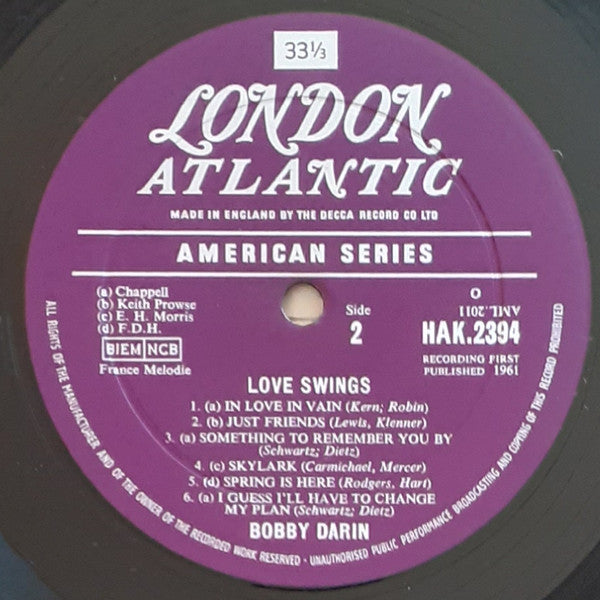 33⅓
LONDON
ATLANTIC
MADE IN ENGLAND BY THE DECCA RECORD CO LTD
AMERICAN SERIES
(a) Chappell
(b) Keith Prowse
(c) E. H. Morris
(d) F.D.H.
BIEM NCB
France Melodie
Side
2
O
AML.2011
HAK.2394
RECORDING FIRST
PUBLISHED 1961
LOVE SWINGS
1. (a) IN LOVE IN VAIN (Kern; Robin)
2. (b) JUST FRIENDS (Lewis, Klenner)
3. (a) SOMETHING TO REMEMBER YOU BY
(Schwartz; Dietz)
4. (c) SKYLARK (Carmichael, Mercer)
5. (d) SPRING IS HERE (Rodgers, Hart)
6. (a) I GUESS I'LL HAVE TO CHANGE
MY PLAN (Schwartz; Dietz)
BOBBY DARIN
ALL RIGHTS OF THE MANUFACTURER AND OF THE OWNER OF THE RECORDED WORK RESERVED · UNAUTHORISED PUBLIC PERFORMANCE BROADCASTING AND COPYING OF THIS RECORD PROHIBITED